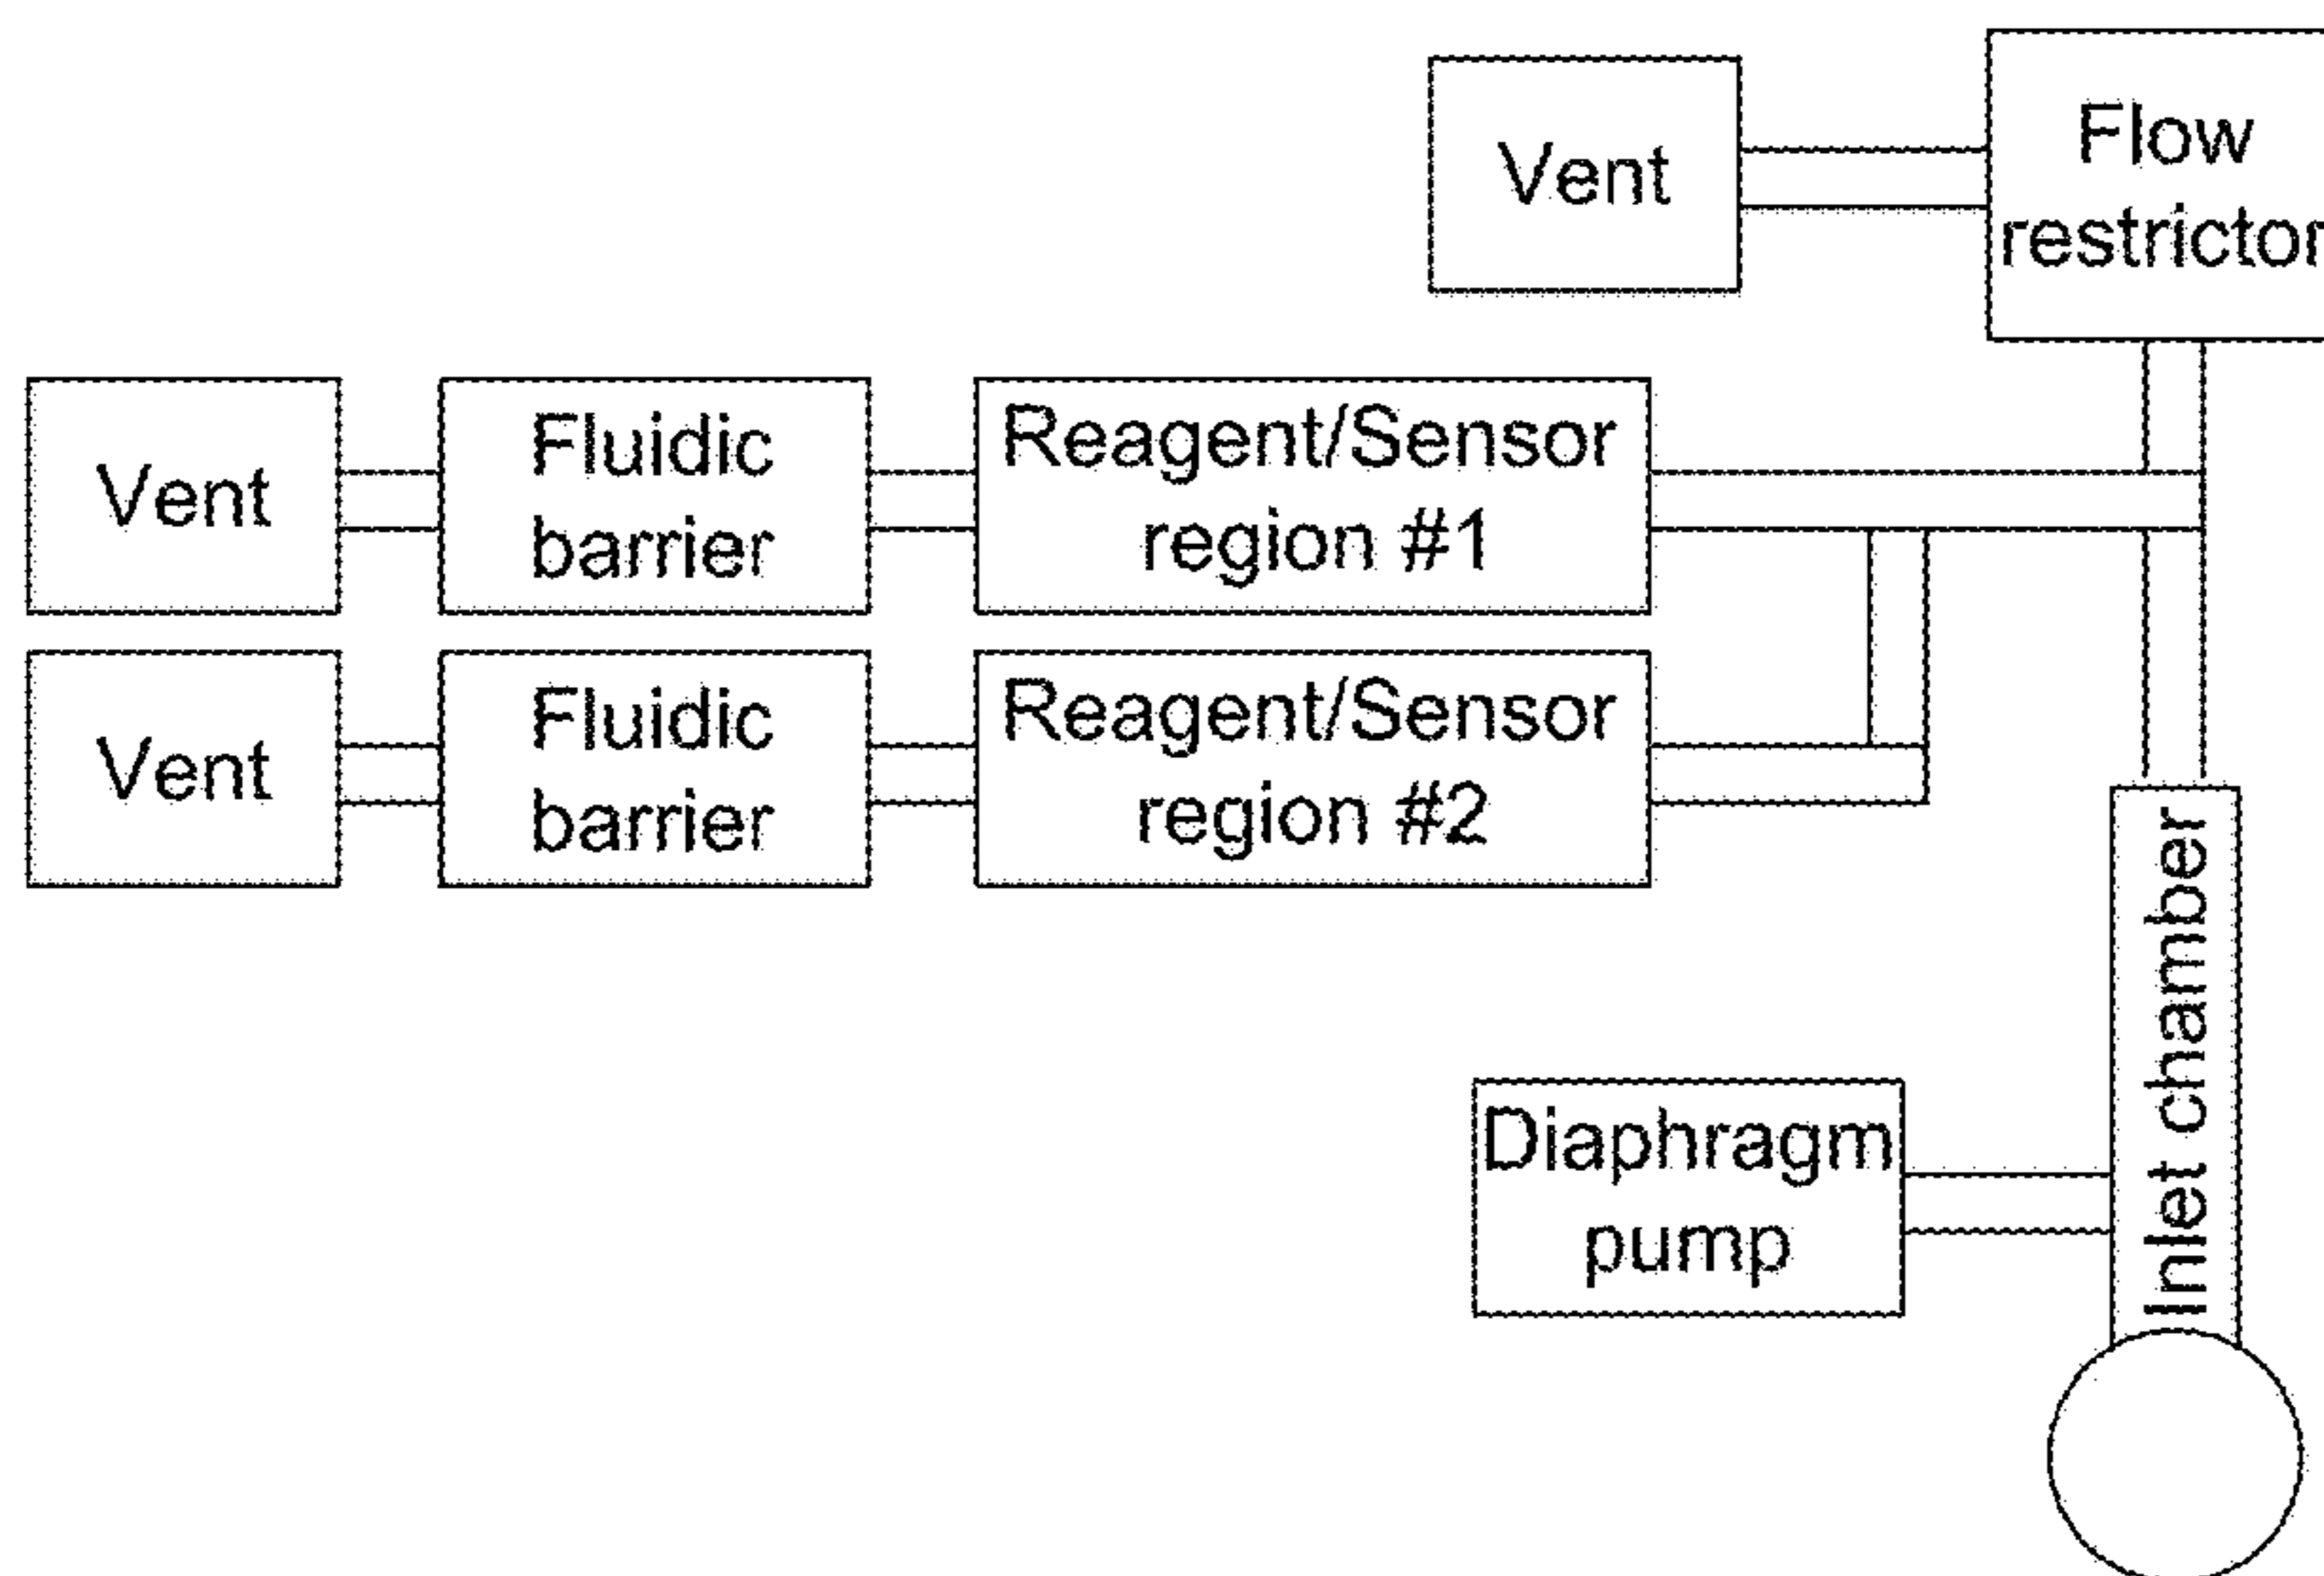 Vent
Flow
restrictor
Vent
Fluidic
barrier
Reagent/Sensor
region #1
Vent
Fluidic
barrier
Reagent/Sensor
region #2
Inlet chamber
Diaphragm
pump